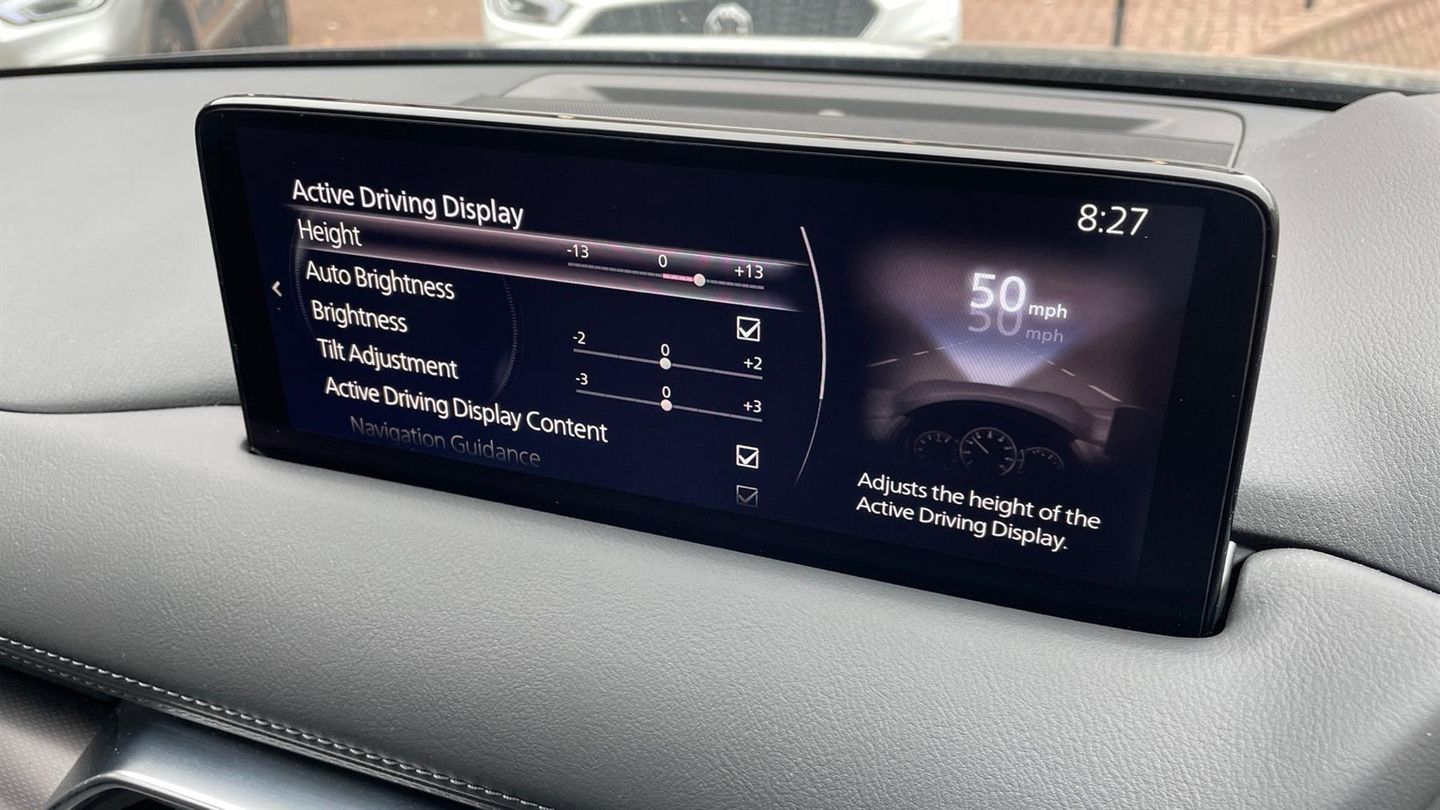 Active Driving Display
8:27
Height
-13 0 +13
Auto Brightness
Brightness
-2 0 +2
Tilt Adjustment
-3 0 +3
Active Driving Display Content
Navigation Guidance
50 mph
50 mph
Adjusts the height of the
Active Driving Display.